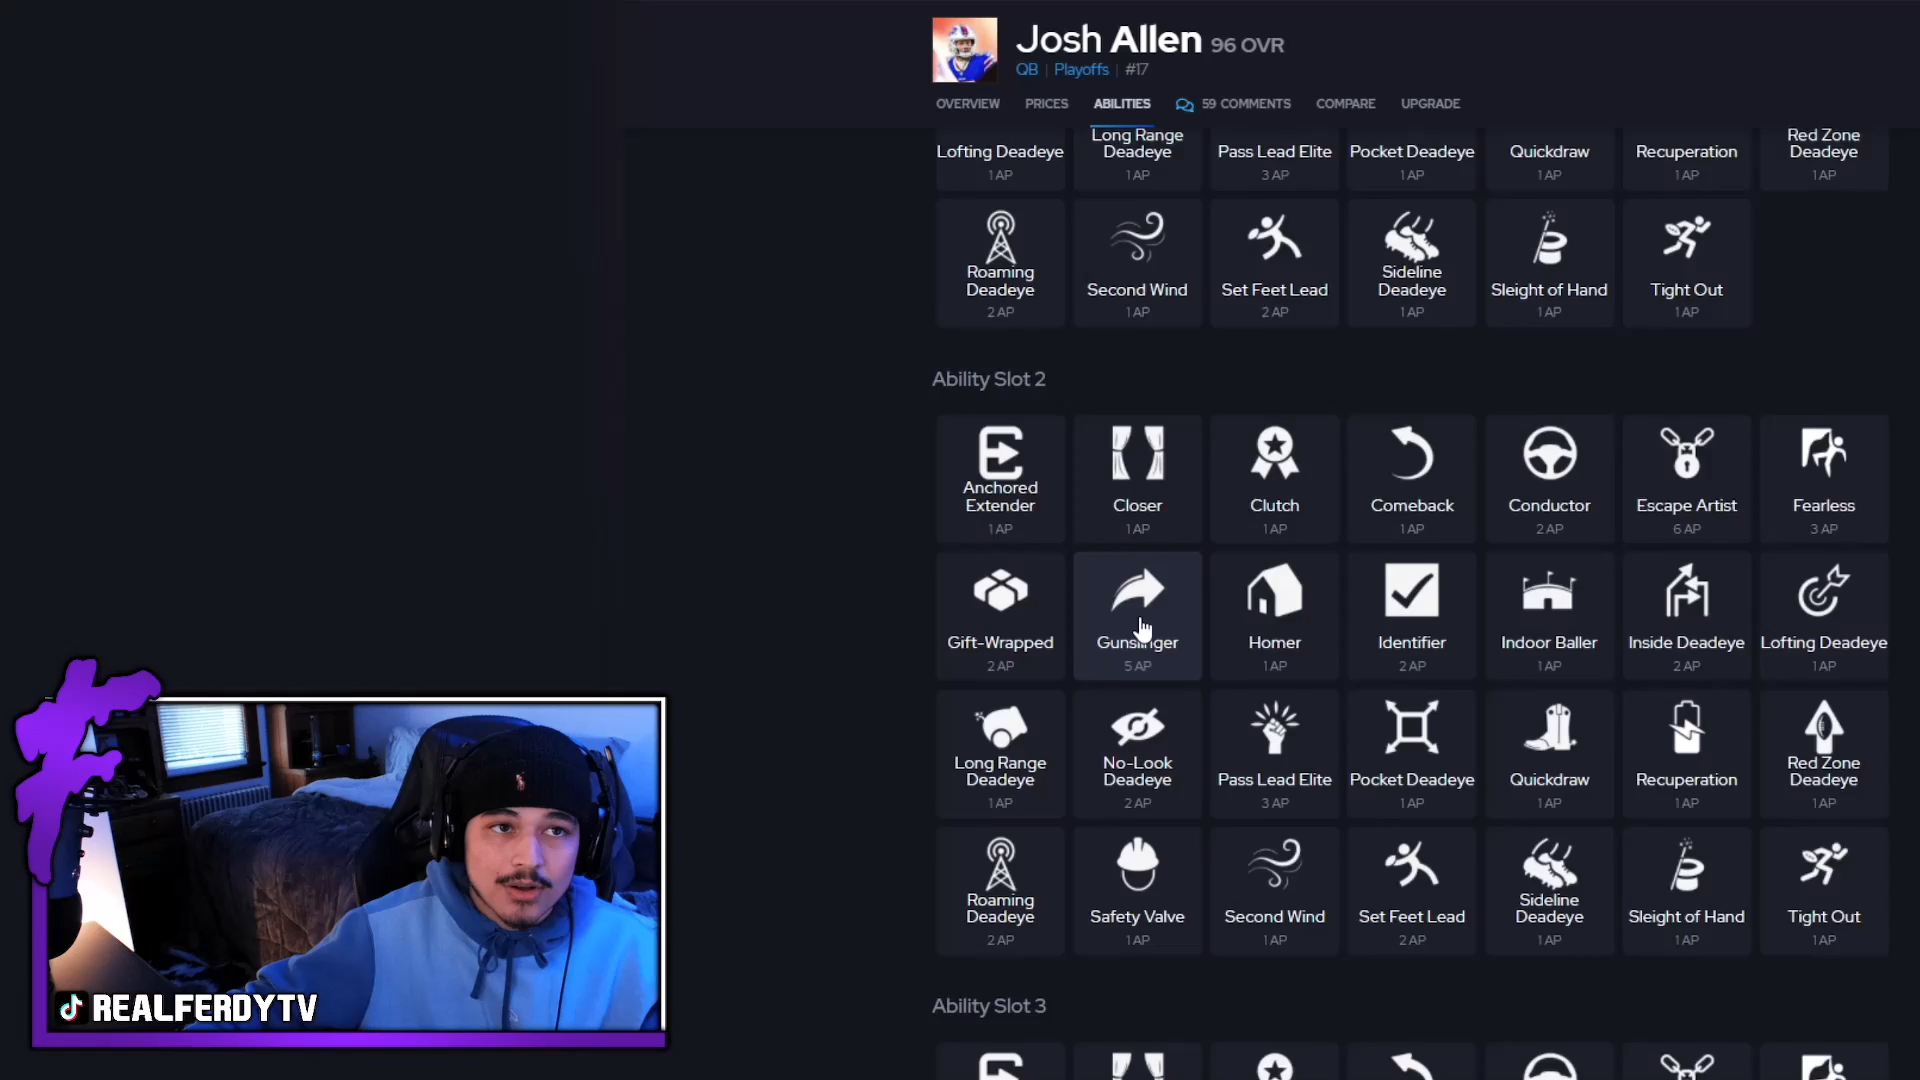 Josh Allen 96 OVR
QB | Playoffs | #17
OVERVIEW PRICES ABILITIES 59 COMMENTS COMPARE UPGRADE
Lofting Deadeye
1 AP
Long Range
Deadeye
1 AP
Pass Lead Elite
3 AP
Pocket Deadeye
1 AP
Quickdraw
1 AP
Recuperation
1 AP
Red Zone
Deadeye
1 AP
Roaming
Deadeye
2 AP
Second Wind
1 AP
Set Feet Lead
2 AP
Sideline
Deadeye
1 AP
Sleight of Hand
1 AP
Tight Out
1 AP
Ability Slot 2
Anchored
Extender
1 AP
Closer
1 AP
Clutch
1 AP
Comeback
1 AP
Conductor
2 AP
Escape Artist
6 AP
Fearless
3 AP
Gift-Wrapped
2 AP
Gunslinger
5 AP
Homer
1 AP
Identifier
2 AP
Indoor Baller
1 AP
Inside Deadeye
2 AP
Lofting Deadeye
1 AP
Long Range
Deadeye
1 AP
No-Look
Deadeye
2 AP
Pass Lead Elite
3 AP
Pocket Deadeye
1 AP
Quickdraw
1 AP
Recuperation
1 AP
Red Zone
Deadeye
1 AP
Roaming
Deadeye
2 AP
Safety Valve
1 AP
Second Wind
1 AP
Set Feet Lead
2 AP
Sideline
Deadeye
1 AP
Sleight of Hand
1 AP
Tight Out
1 AP
Ability Slot 3
REALFERDYTV